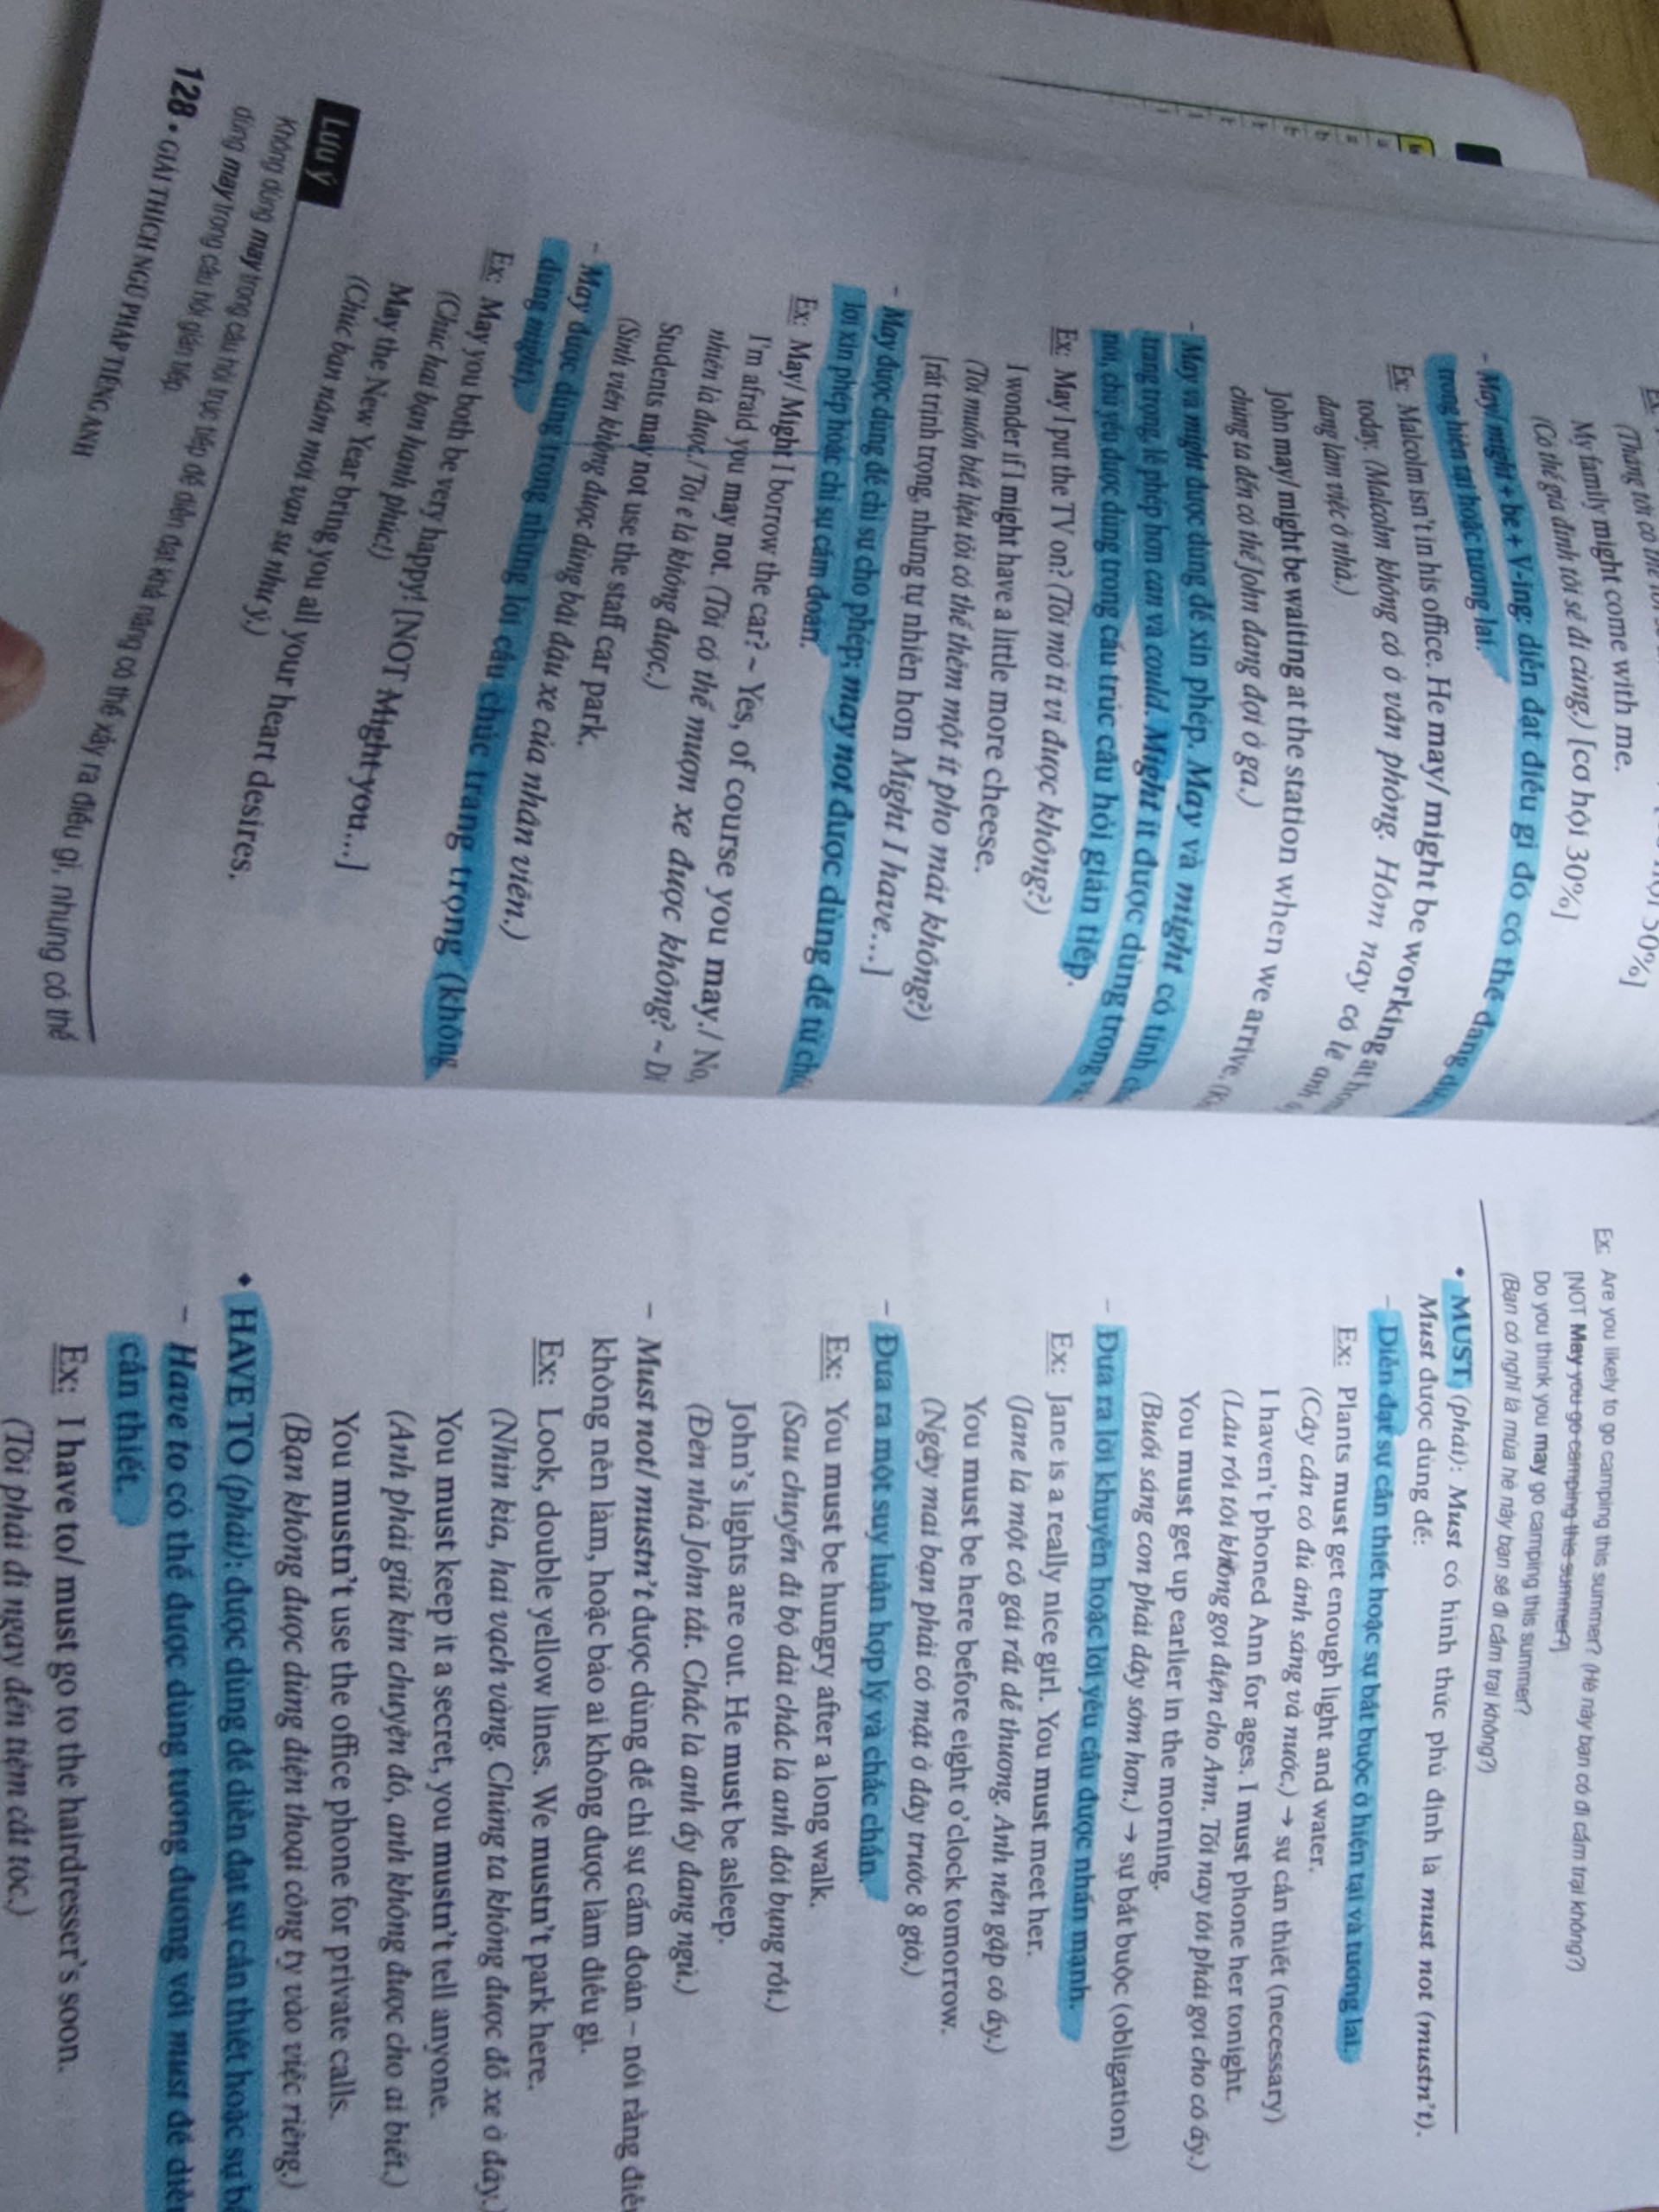 (Tháng tới có thể tôi
50%]
My family might come with me.
(Có thể gia đình tôi sẽ đi cùng.) [cơ hội 30%]
- May/ might + be + V-ing: diễn đạt điều gì đó có thể đang
trong hiện tại hoặc tương lai.
Ex: Malcolm isn't in his office. He may/ might be working at
today. (Malcolm không có ở văn phòng. Hôm nay có lẽ anh
đang làm việc ở nhà.)
John may/ might be waiting at the station when we arrive.
chúng ta đến có thể John đang đợi ở ga.)
- May và might được dùng để xin phép. May và might có tính
trang trọng, lễ phép hơn can và could. Might ít được dùng trong
nói, chủ yếu được dùng trong cấu trúc câu hỏi gián tiếp.
Ex: May I put the TV on? (Tôi mở ti vi được không?)
I wonder if I might have a little more cheese.
(Tôi muốn biết liệu tôi có thể thêm một ít pho mát không?)
[rất trịnh trọng, nhưng tự nhiên hơn Might I have…]
- May được dùng để chỉ sự cho phép; may not được dùng để từ chối
lời xin phép hoặc chỉ sự cấm đoán.
Ex: May/ Might I borrow the car? ~ Yes, of course you may./ No,
I'm afraid you may not. (Tôi có thể mượn xe được không? ~ Dĩ
nhiên là được./ Tôi e là không được.)
Students may not use the staff car park.
(Sinh viên không được dùng bãi đậu xe của nhân viên.)
- May được dùng trong những lời cầu chúc trang trọng (không
dùng might).
Ex: May you both be very happy! [NOT Might you…]
(Chúc hai bạn hạnh phúc!)
May the New Year bring you all your heart desires.
(Chúc bạn năm mới vạn sự như ý.)
Lưu ý
Không dùng may trong câu hỏi trực tiếp để diễn đạt khả năng có thể xảy ra điều gì, nhưng có thể
dùng may trong câu hỏi gián tiếp.
128 • GIẢI THÍCH NGỮ PHÁP TIẾNG ANH
Ex: Are you likely to go camping this summer? (Hè này bạn có đi cắm trại không?)
[NOT May you go camping this summer?]
Do you think you may go camping this summer?
(Bạn có nghĩ là mùa hè này bạn sẽ đi cắm trại không?)
• MUST (phải): Must có hình thức phủ định là must not (mustn't).
Must được dùng để:
- Diễn đạt sự cần thiết hoặc sự bắt buộc ở hiện tại và tương lai.
Ex: Plants must get enough light and water.
(Cây cần có đủ ánh sáng và nước.) → sự cần thiết (necessary)
I haven't phoned Ann for ages. I must phone her tonight.
(Lâu rồi tôi không gọi điện cho Ann. Tối nay tôi phải gọi cho cô ấy.)
You must get up earlier in the morning.
(Buổi sáng con phải dậy sớm hơn.) → sự bắt buộc (obligation)
- Đưa ra lời khuyên hoặc lời yêu cầu được nhấn mạnh.
Ex: Jane is a really nice girl. You must meet her.
(Jane là một cô gái rất dễ thương. Anh nên gặp cô ấy.)
You must be here before eight o'clock tomorrow.
(Ngày mai bạn phải có mặt ở đây trước 8 giờ.)
- Đưa ra một suy luận hợp lý và chắc chắn.
Ex: You must be hungry after a long walk.
(Sau chuyến đi bộ dài chắc là anh đói bụng rồi.)
John's lights are out. He must be asleep.
(Đèn nhà John tắt. Chắc là anh ấy đang ngủ.)
- Must not/ mustn't được dùng để chỉ sự cấm đoán – nói rằng điều
không nên làm, hoặc bảo ai không được làm điều gì.
Ex: Look, double yellow lines. We mustn't park here.
(Nhìn kìa, hai vạch vàng. Chúng ta không được đỗ xe ở đây.)
You must keep it a secret, you mustn't tell anyone.
(Anh phải giữ kín chuyện đó, anh không được cho ai biết.)
You mustn't use the office phone for private calls.
(Bạn không được dùng điện thoại công ty vào việc riêng.)
♦ HAVE TO (phải): được dùng để diễn đạt sự cần thiết hoặc sự
- Have to có thể được dùng tương đương với must để diễn
cần thiết.
Ex: I have to/ must go to the hairdresser's soon.
(Tôi phải đi ngay đến tiệm cắt tóc.)